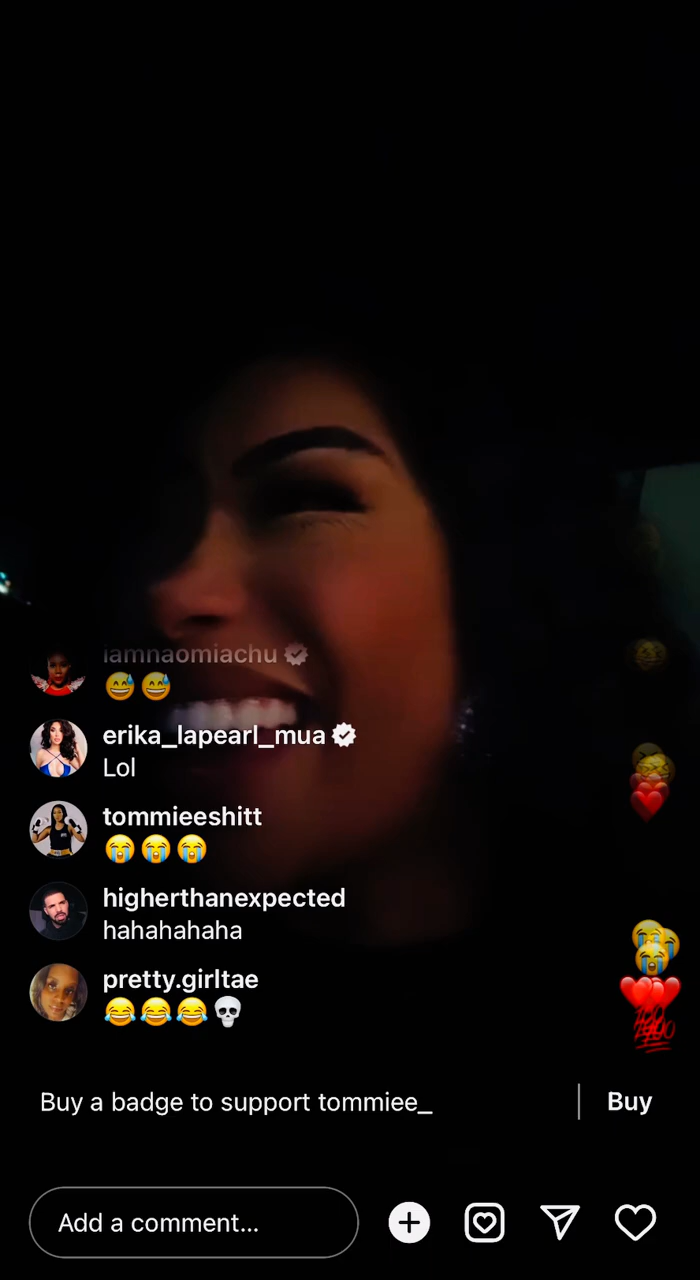 iamnaomiachu
😅😅
erika_lapearl_mua
Lol
tommieeshitt
😭😭😭
higherthanexpected
hahahahaha
pretty.girltae
😂😂😂💀
Buy a badge to support tommiee_
Buy
Add a comment...